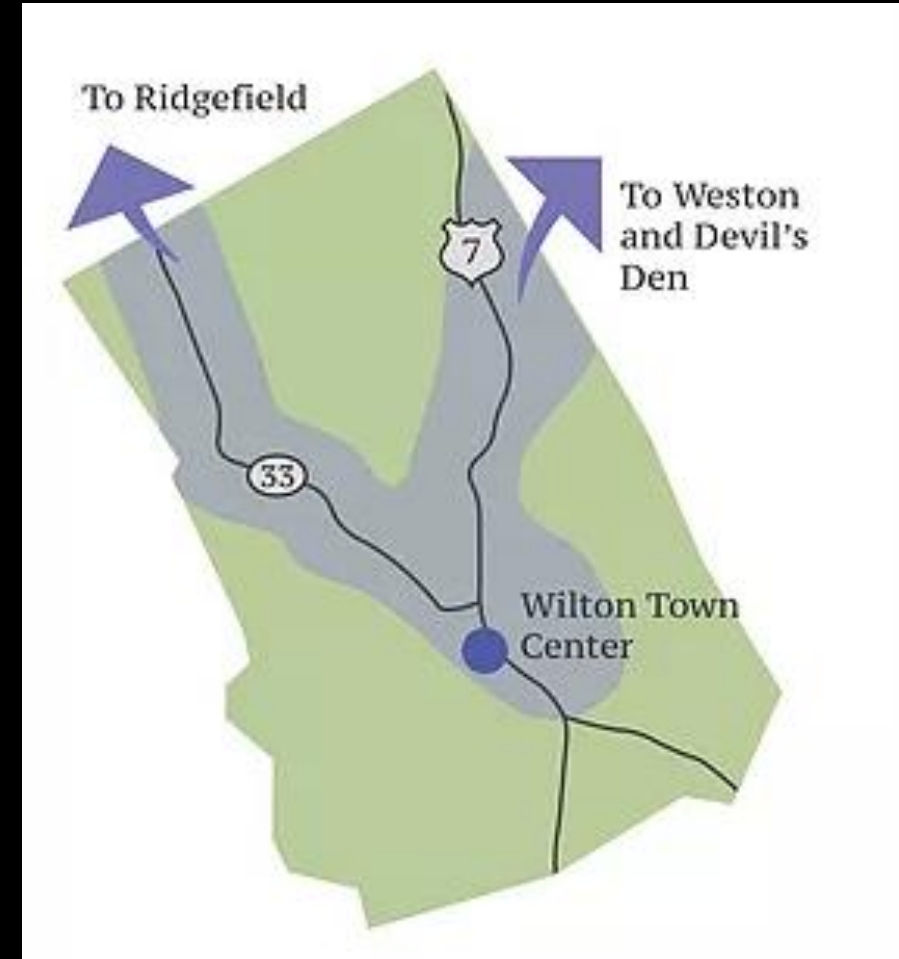 To Ridgefield
To Weston
and Devil's
Den
7
33
Wilton Town
Center